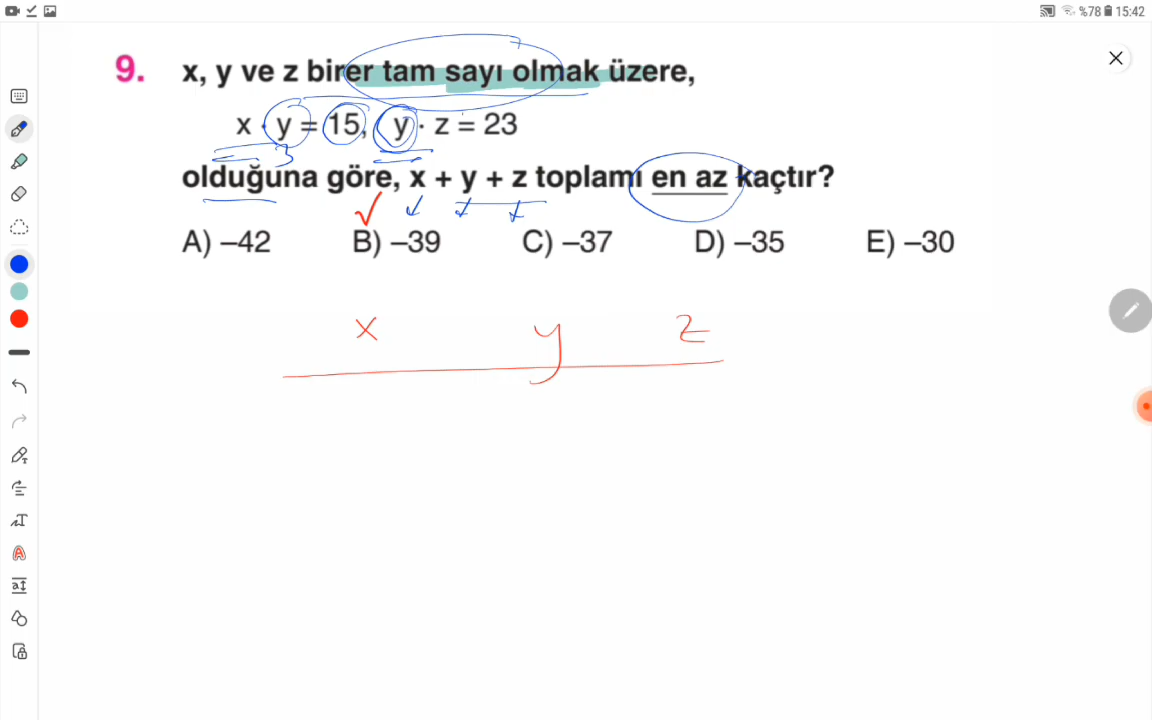 %78 15:42
9. x, y ve z birer tam sayı olmak üzere,
x · y = 15, y · z = 23
olduğuna göre, x + y + z toplamı en az kaçtır?
A) –42 B) –39 C) –37 D) –35 E) –30
x y z